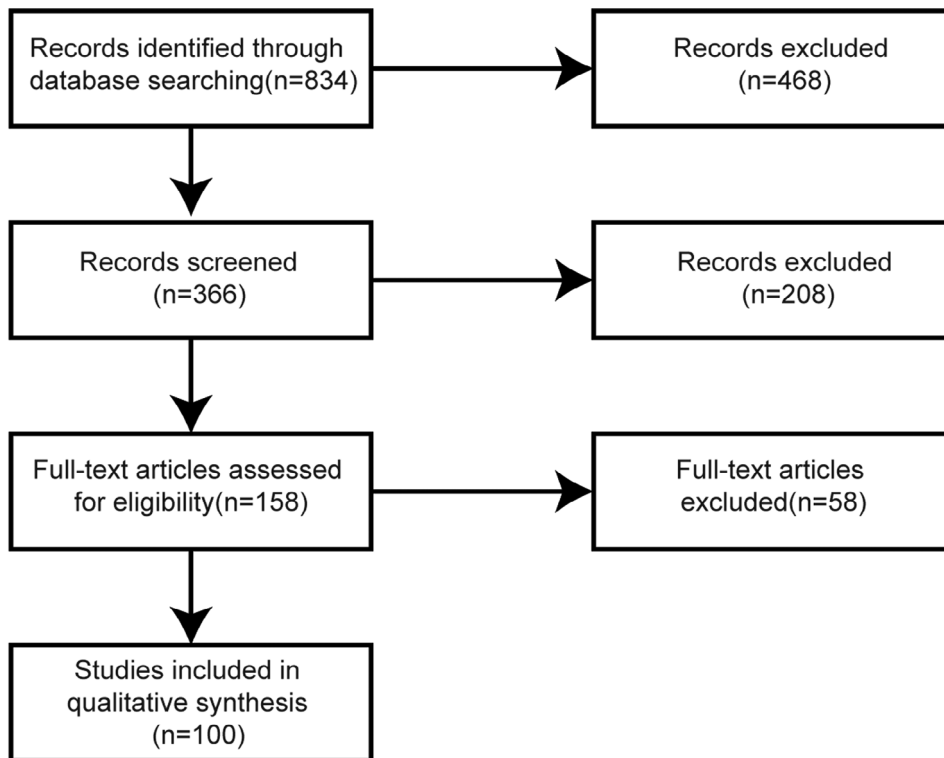 Records identified through
database searching(n=834)
Records excluded
(n=468)
Records screened
(n=366)
Records excluded
(n=208)
Full-text articles assessed
for eligibility(n=158)
Full-text articles
excluded(n=58)
Studies included in
qualitative synthesis
(n=100)